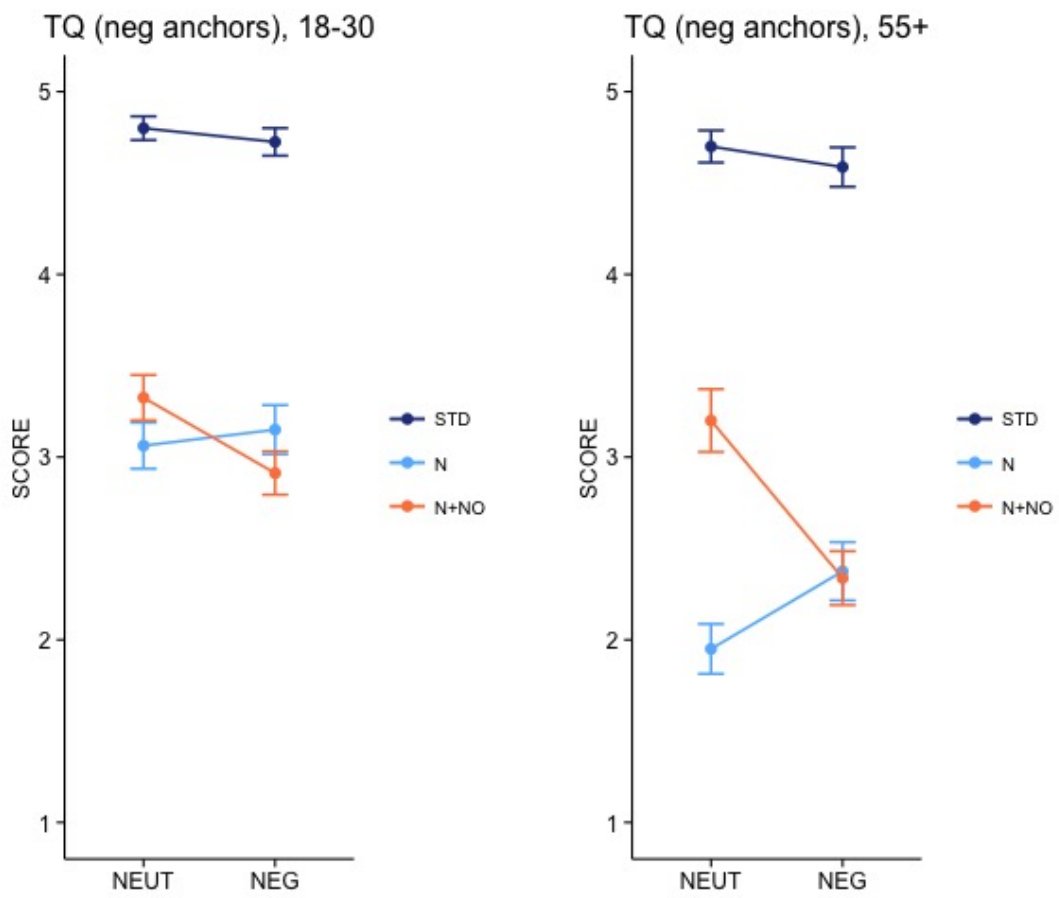 TQ (neg anchors), 18-30
5
4
3
2
1
SCORE
NEUT NEG
STD
N
N+NO
TQ (neg anchors), 55+
5
4
3
2
1
SCORE
NEUT NEG
STD
N
N+NO